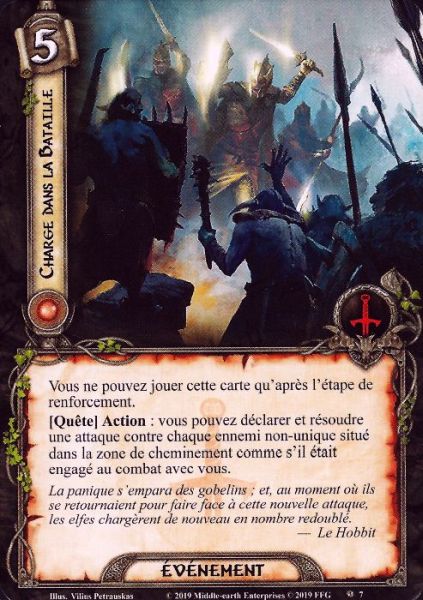 5
CHARGE DANS LA BATAILLE
Vous ne pouvez jouer cette carte qu'après l'étape de
renforcement.
[Quête] Action : vous pouvez déclarer et résoudre
une attaque contre chaque ennemi non-unique situé
dans la zone de cheminement comme s'il était
engagé au combat avec vous.
La panique s'empara des gobelins ; et, au moment où ils
se retournaient pour faire face à cette nouvelle attaque,
les elfes chargèrent de nouveau en nombre redoublé.
— Le Hobbit
ÉVÉNEMENT
Illus. Vilius Petrauskas © 2019 Middle-earth Enterprises © 2019 FFG 7